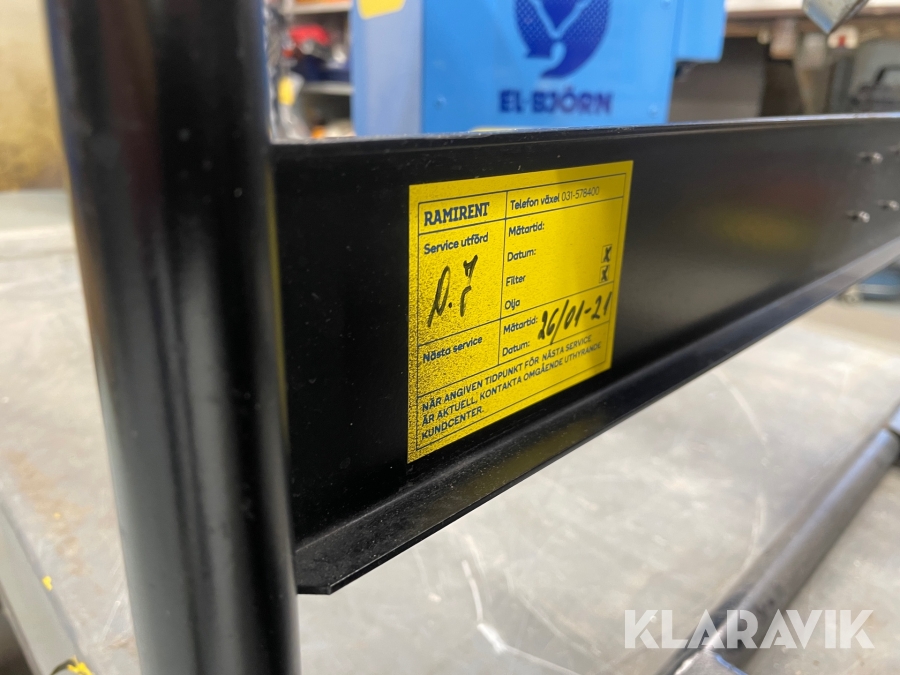 EL-BJÖRN
RAMIRENT
Telefon växel 031-578400
Service utförd
Mätartid:
Datum:
Filter
Olja
Nästa service
Mätartid:
Datum:
26/01-21
NÄR ANGIVEN TIDPUNKT FÖR NÄSTA SERVICE
ÄR AKTUELL, KONTAKTA OMGÅENDE UTHYRANDE
KUNDCENTER.
KLARAVIK